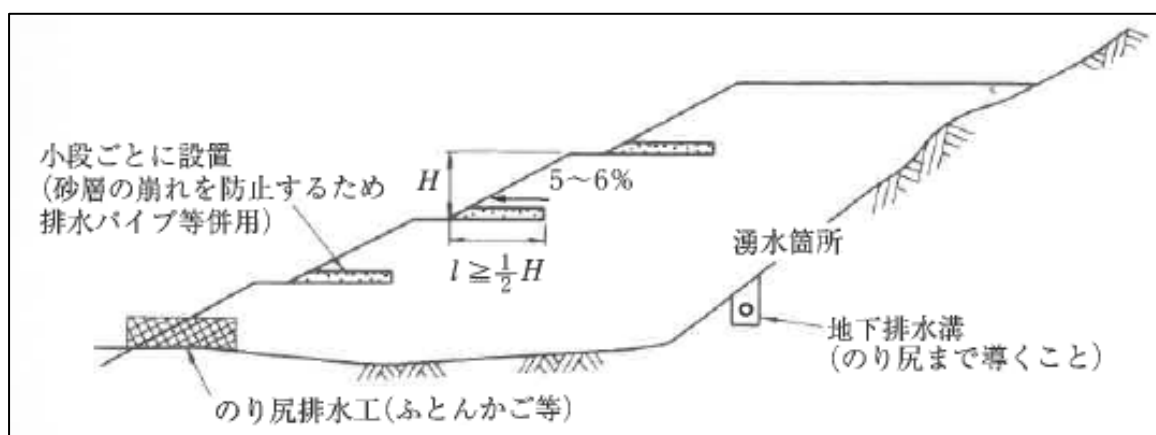 小段ごとに設置
(砂層の崩れを防止するため
排水パイプ等併用)
H
5~6%
l ≧ 1/2 H
湧水箇所
地下排水溝
(のり尻まで導くこと)
のり尻排水工(ふとんかご等)